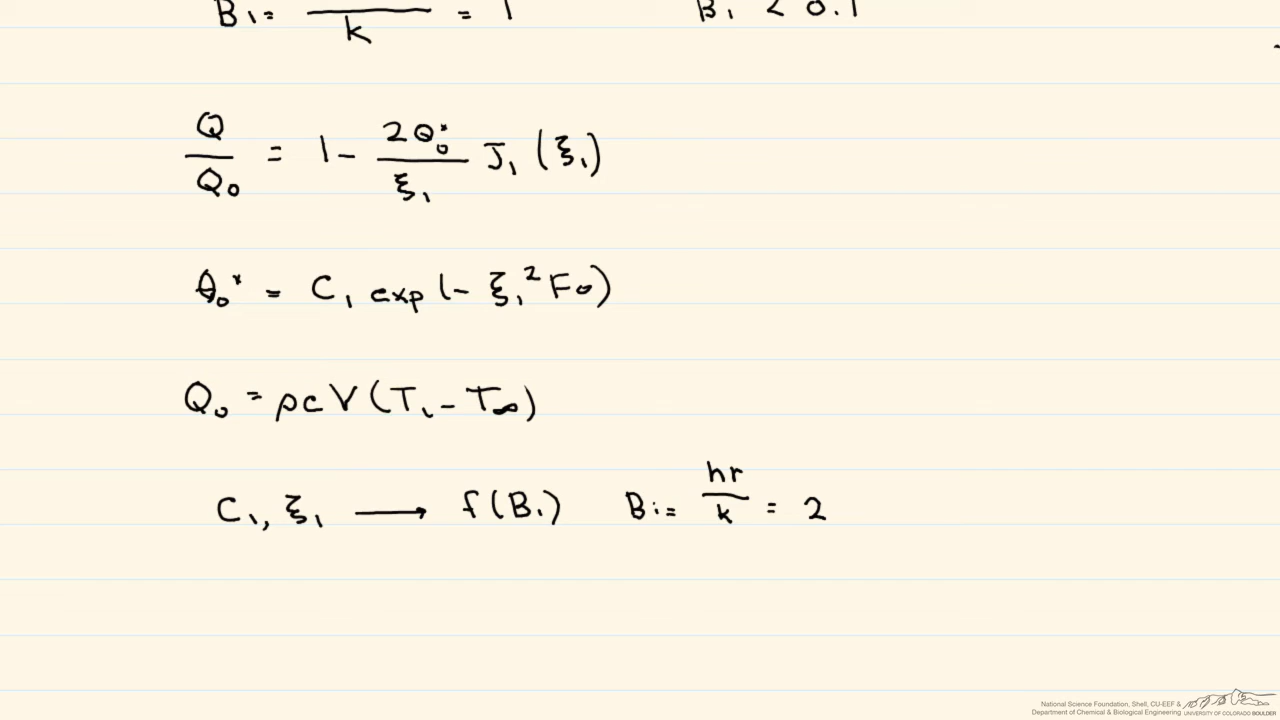 Bi = ―― / k = 1    Bi < 0.1
Q / Q₀ = 1 - 2θ₀* / ξ₁ J₁ (ξ₁)
θ₀* = C₁ exp(- ξ₁² Fo)
Q₀ = ρcV(Tᵢ - T∞)
C₁, ξ₁ ⟶ f(Bi)    Bi = hr / k = 2
National Science Foundation, Shell, CU-EEF &
Department of Chemical & Biological Engineering UNIVERSITY OF COLORADO BOULDER